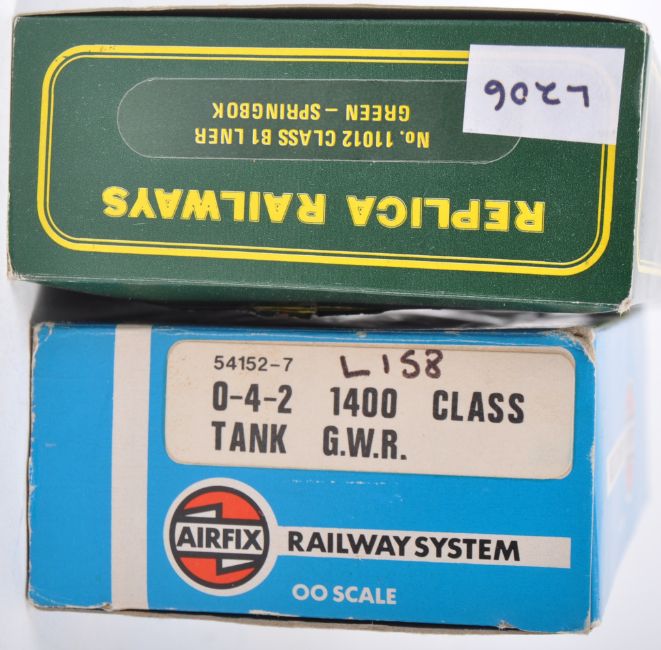 REPLICA RAILWAYS
No. 11012 CLASS B1 LNER
GREEN – SPRINGBOK
L206
54152-7
L158
0-4-2 1400 CLASS
TANK G.W.R.
AIRFIX
RAILWAY SYSTEM
OO SCALE